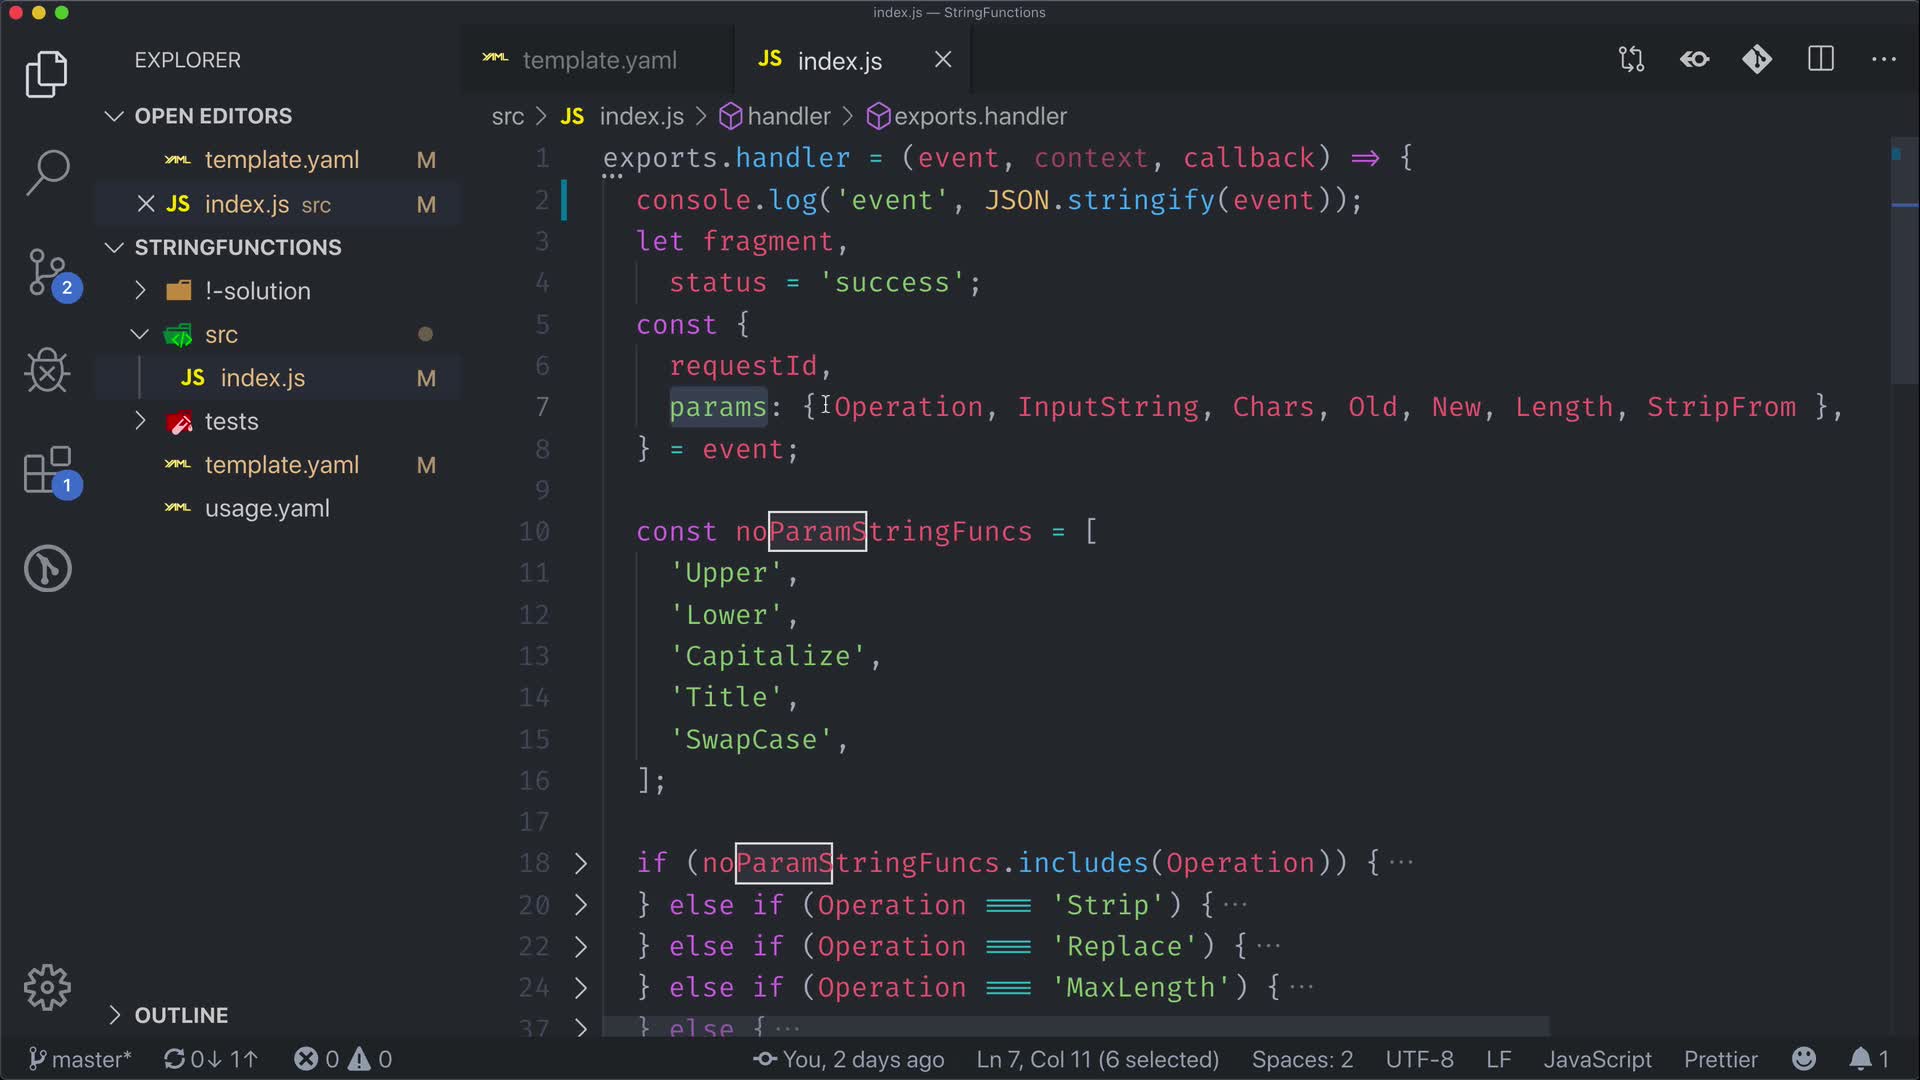 index.js — StringFunctions
EXPLORER
OPEN EDITORS
YAML template.yaml M
JS index.js src M
STRINGFUNCTIONS
!-solution
src
JS index.js M
tests
YAML template.yaml M
YAML usage.yaml
2
1
OUTLINE
YAML template.yaml
JS index.js
src > JS index.js > handler > exports.handler
1 exports.handler = (event, context, callback) => {
2 console.log('event', JSON.stringify(event));
3 let fragment,
4 status = 'success';
5 const {
6 requestId,
7 params: { Operation, InputString, Chars, Old, New, Length, StripFrom },
8 } = event;
9
10 const noParamStringFuncs = [
11 'Upper',
12 'Lower',
13 'Capitalize',
14 'Title',
15 'SwapCase',
16 ];
17
18 if (noParamStringFuncs.includes(Operation)) { ···
20 } else if (Operation === 'Strip') { ···
22 } else if (Operation === 'Replace') { ···
24 } else if (Operation === 'MaxLength') { ···
37 } else { ···
master* 0↓ 1↑ 0 0 You, 2 days ago Ln 7, Col 11 (6 selected) Spaces: 2 UTF-8 LF JavaScript Prettier 1